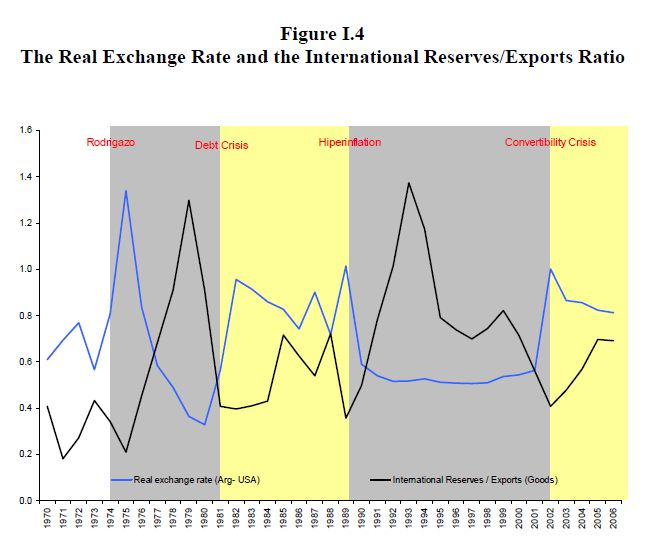 Figure I.4
The Real Exchange Rate and the International Reserves/Exports Ratio
1.6
Rodrigazo
Debt Crisis
Hiperinflation
Convertibility Crisis
1.4
1.2
1.0
0.8
0.6
0.4
0.2
Real exchange rate (Arg- USA)
International Reserves / Exports (Goods)
0.0
1970 1971 1972 1973 1974 1975 1976 1977 1978 1979 1980 1981 1982 1983 1984 1985 1986 1987 1988 1989 1990 1991 1992 1993 1994 1995 1996 1997 1998 1999 2000 2001 2002 2003 2004 2005 2006